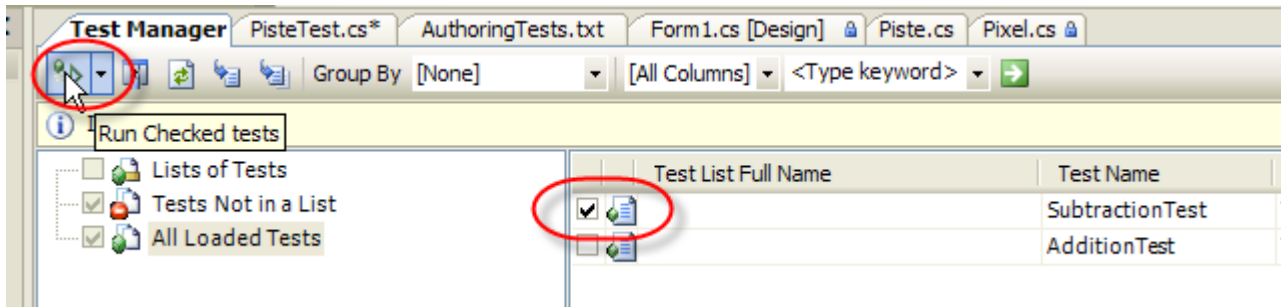 Test Manager PisteTest.cs* AuthoringTests.txt Form1.cs [Design] Piste.cs Pixel.cs
Group By [None] [All Columns] <Type keyword>
Run Checked tests
Lists of Tests
Tests Not in a List
All Loaded Tests
Test List Full Name Test Name
SubtractionTest
AdditionTest